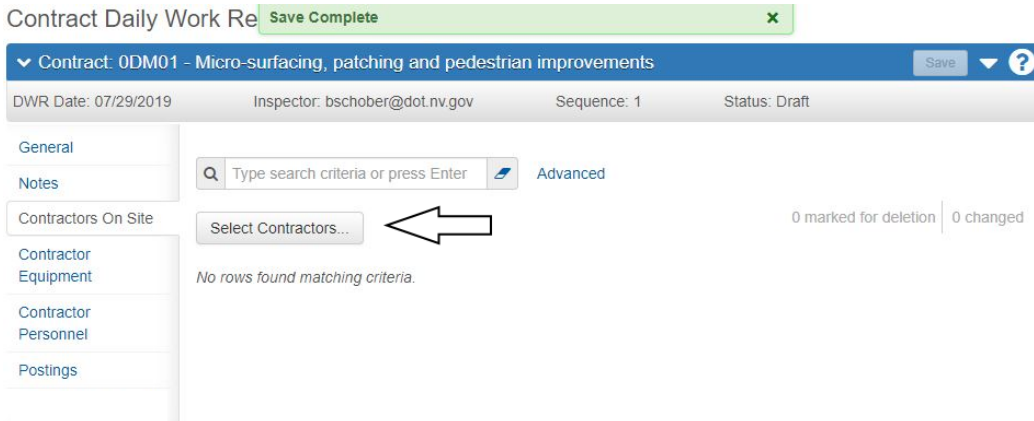 Contract Daily Work Re
Save Complete x
Contract: 0DM01 - Micro-surfacing, patching and pedestrian improvements Save ?
DWR Date: 07/29/2019 Inspector: bschober@dot.nv.gov Sequence: 1 Status: Draft
General
Notes
Contractors On Site
Contractor
Equipment
Contractor
Personnel
Postings
Type search criteria or press Enter Advanced
Select Contractors...
0 marked for deletion 0 changed
No rows found matching criteria.